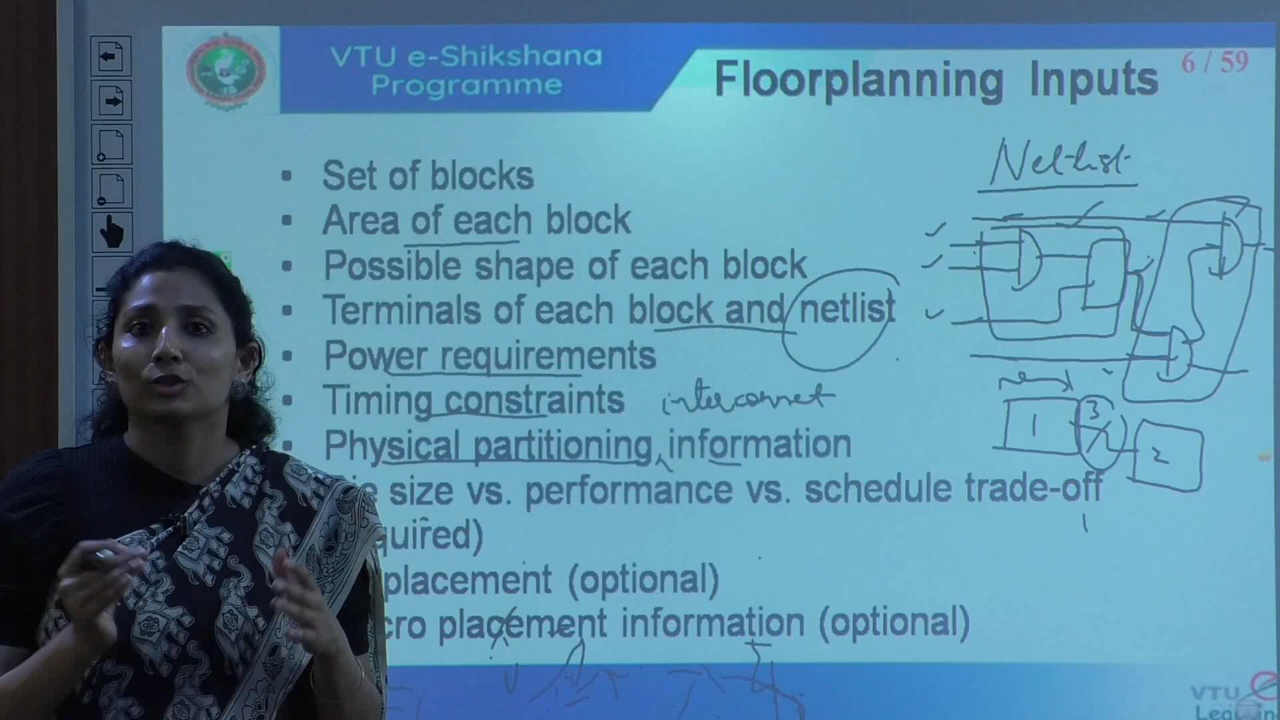 VTU e-Shikshana
Programme
Floorplanning Inputs
6 / 59
Net-list
Set of blocks
Area of each block
Possible shape of each block
Terminals of each block and netlist
Power requirements
Timing constraints interconnect
Physical partitioning information
1 3 2
size vs. performance vs. schedule trade-off
quired)
placement (optional)
cro placement information (optional)
VTU